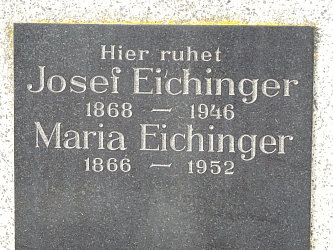 Hier ruhet
Josef Eichinger
1868 — 1946
Maria Eichinger
1866 — 1952